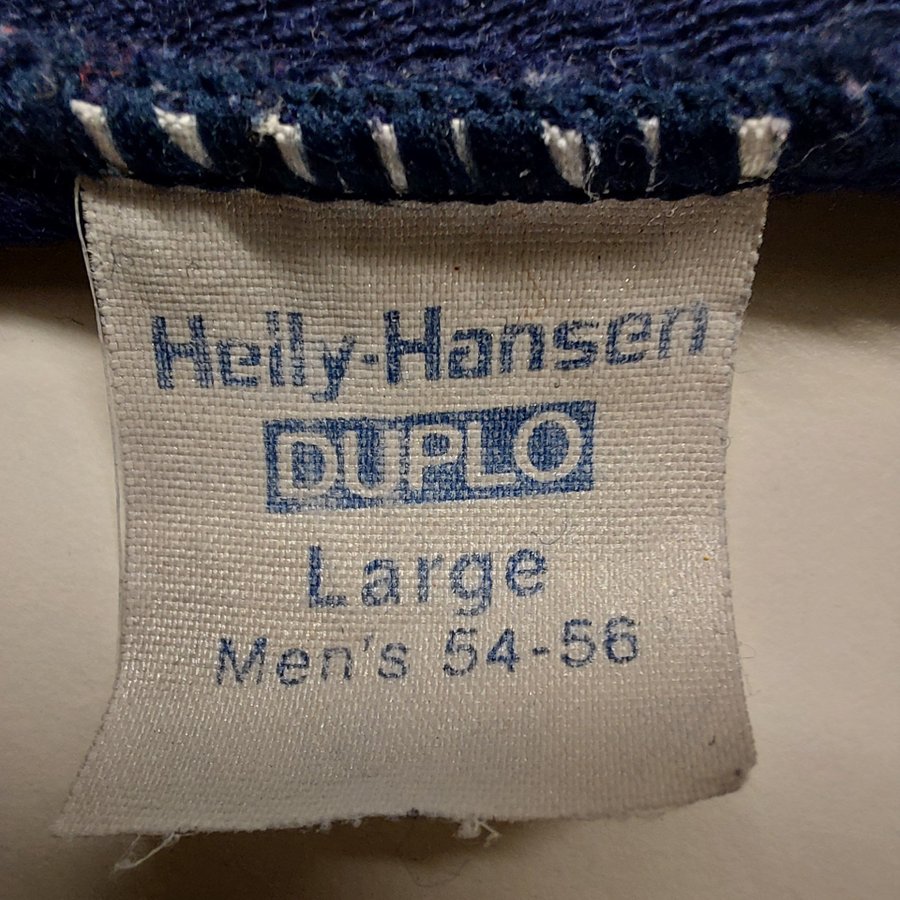 Helly-Hansen
DUPLO
Large
Men's 54-56